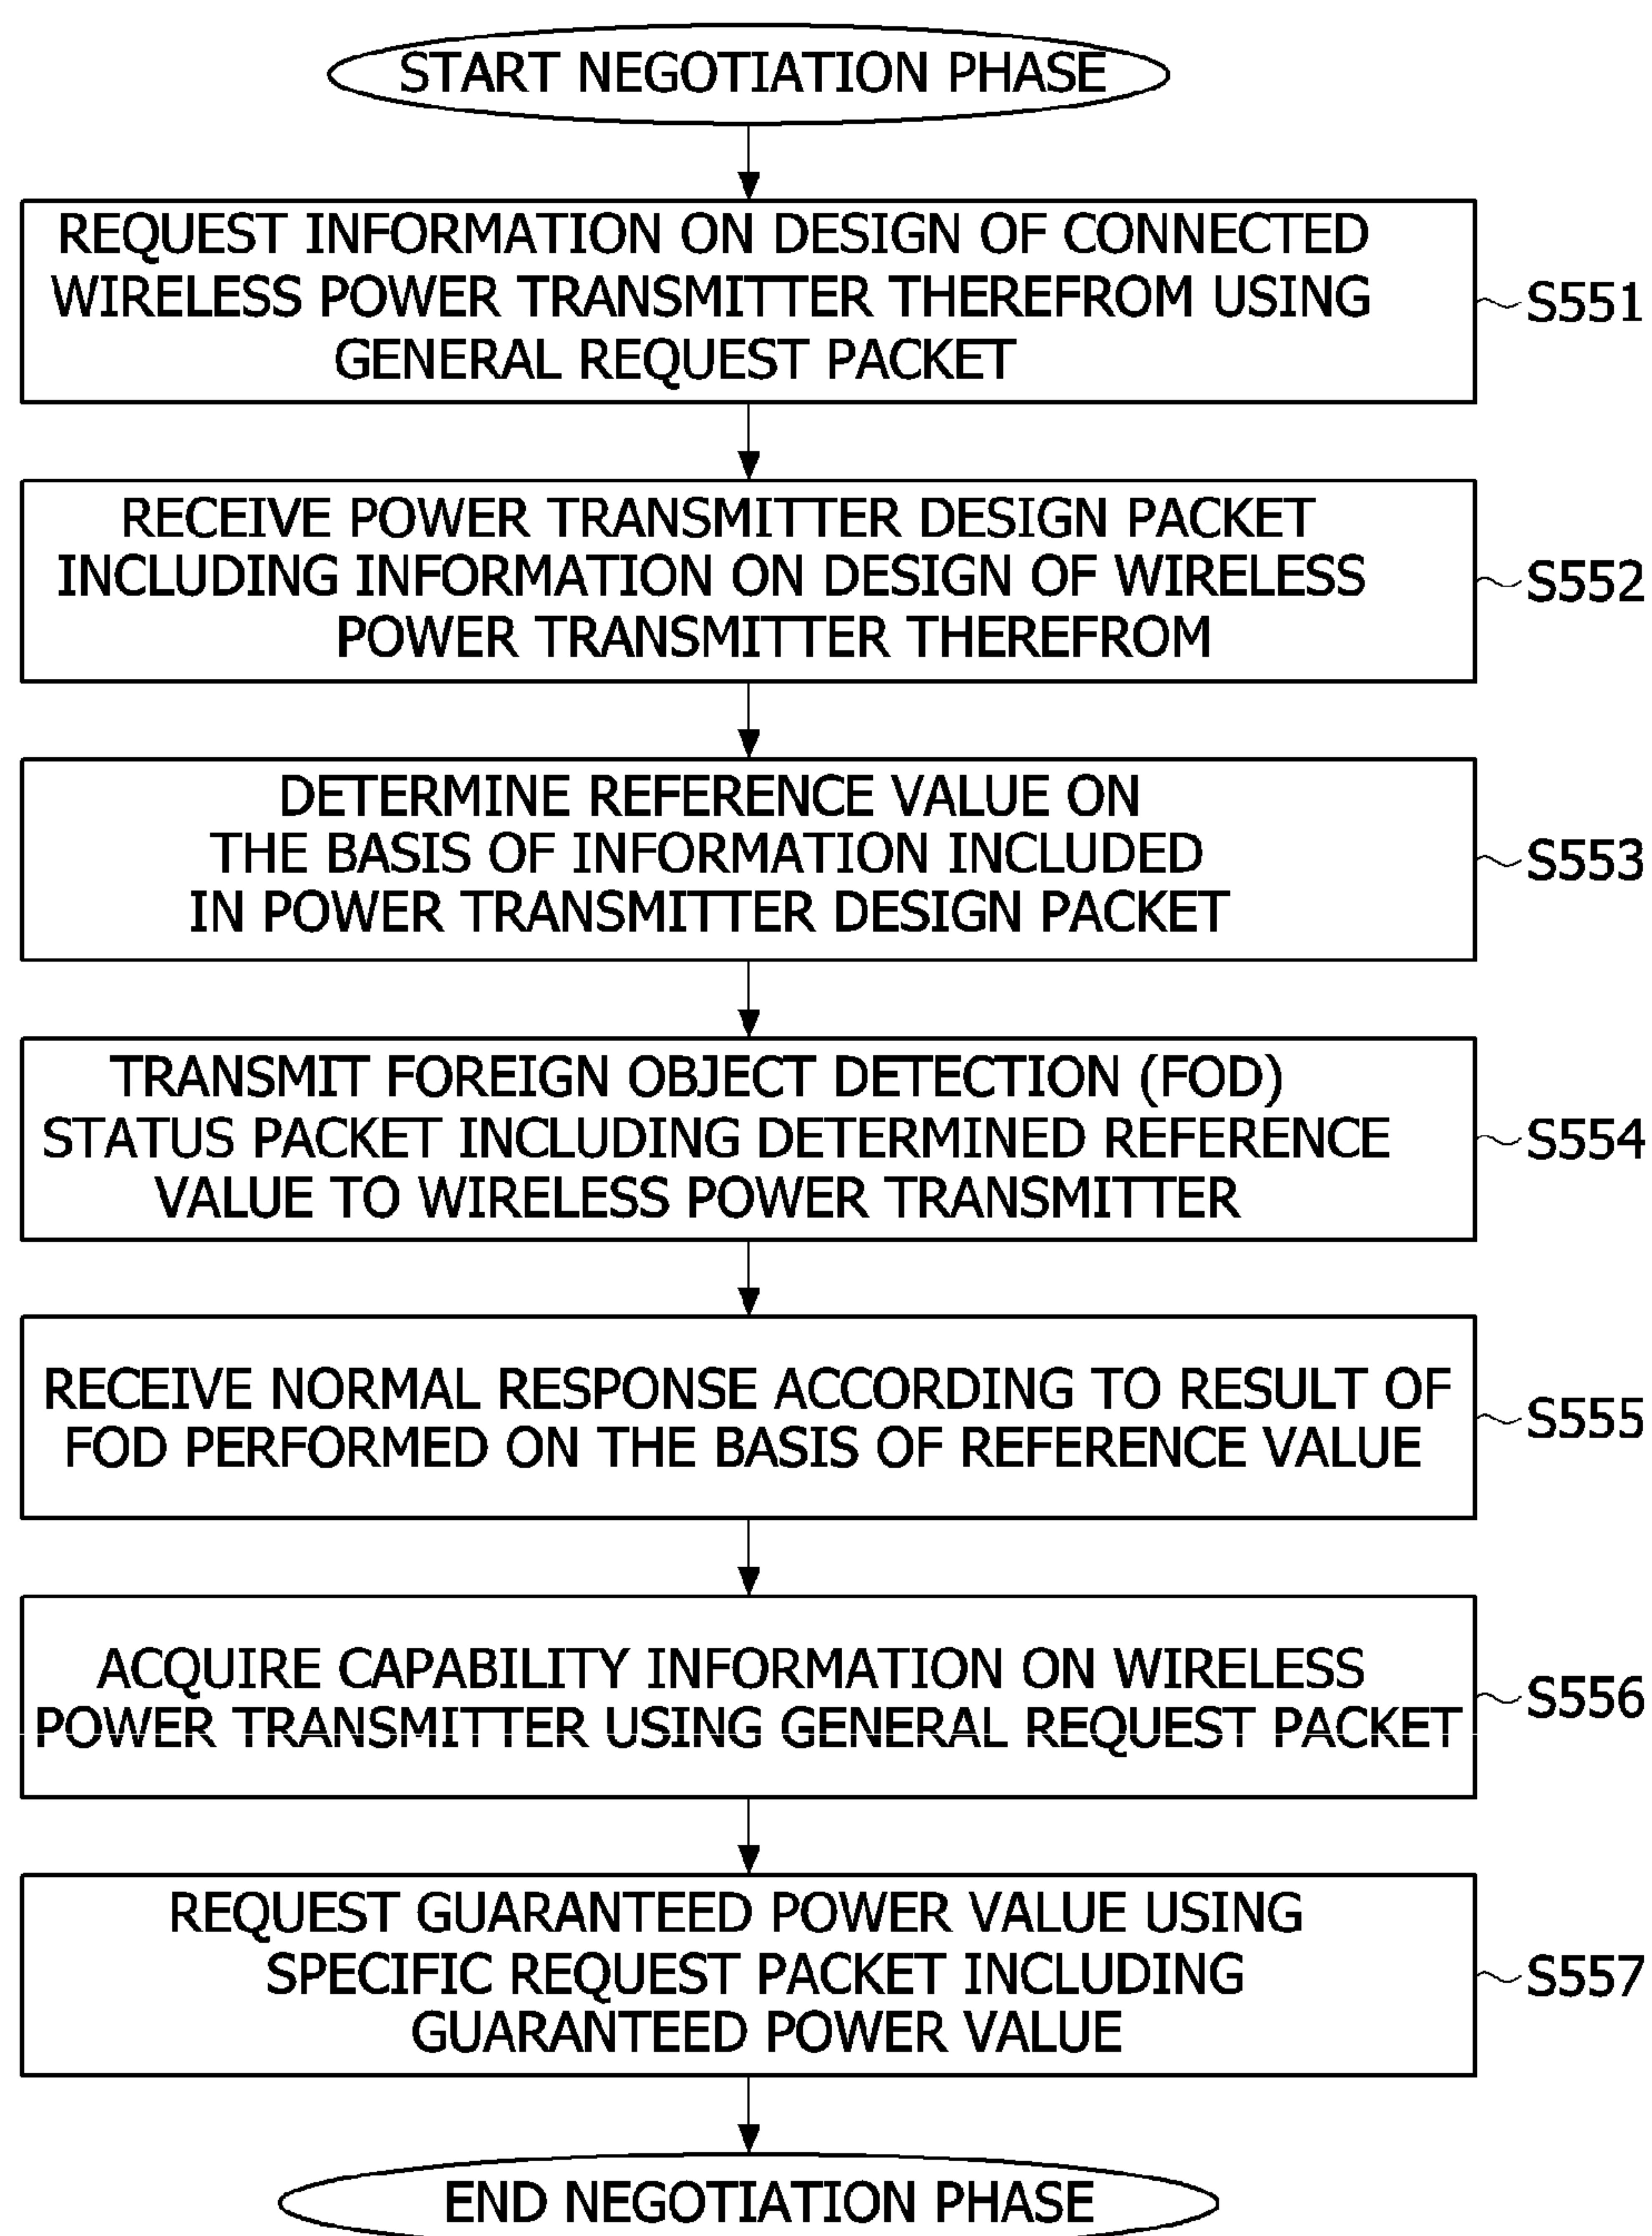 START NEGOTIATION PHASE
REQUEST INFORMATION ON DESIGN OF CONNECTED
WIRELESS POWER TRANSMITTER THEREFROM USING
GENERAL REQUEST PACKET
S551
RECEIVE POWER TRANSMITTER DESIGN PACKET
INCLUDING INFORMATION ON DESIGN OF WIRELESS
POWER TRANSMITTER THEREFROM
S552
DETERMINE REFERENCE VALUE ON
THE BASIS OF INFORMATION INCLUDED
IN POWER TRANSMITTER DESIGN PACKET
S553
TRANSMIT FOREIGN OBJECT DETECTION (FOD)
STATUS PACKET INCLUDING DETERMINED REFERENCE
VALUE TO WIRELESS POWER TRANSMITTER
S554
RECEIVE NORMAL RESPONSE ACCORDING TO RESULT OF
FOD PERFORMED ON THE BASIS OF REFERENCE VALUE
S555
ACQUIRE CAPABILITY INFORMATION ON WIRELESS
POWER TRANSMITTER USING GENERAL REQUEST PACKET
S556
REQUEST GUARANTEED POWER VALUE USING
SPECIFIC REQUEST PACKET INCLUDING
GUARANTEED POWER VALUE
S557
END NEGOTIATION PHASE